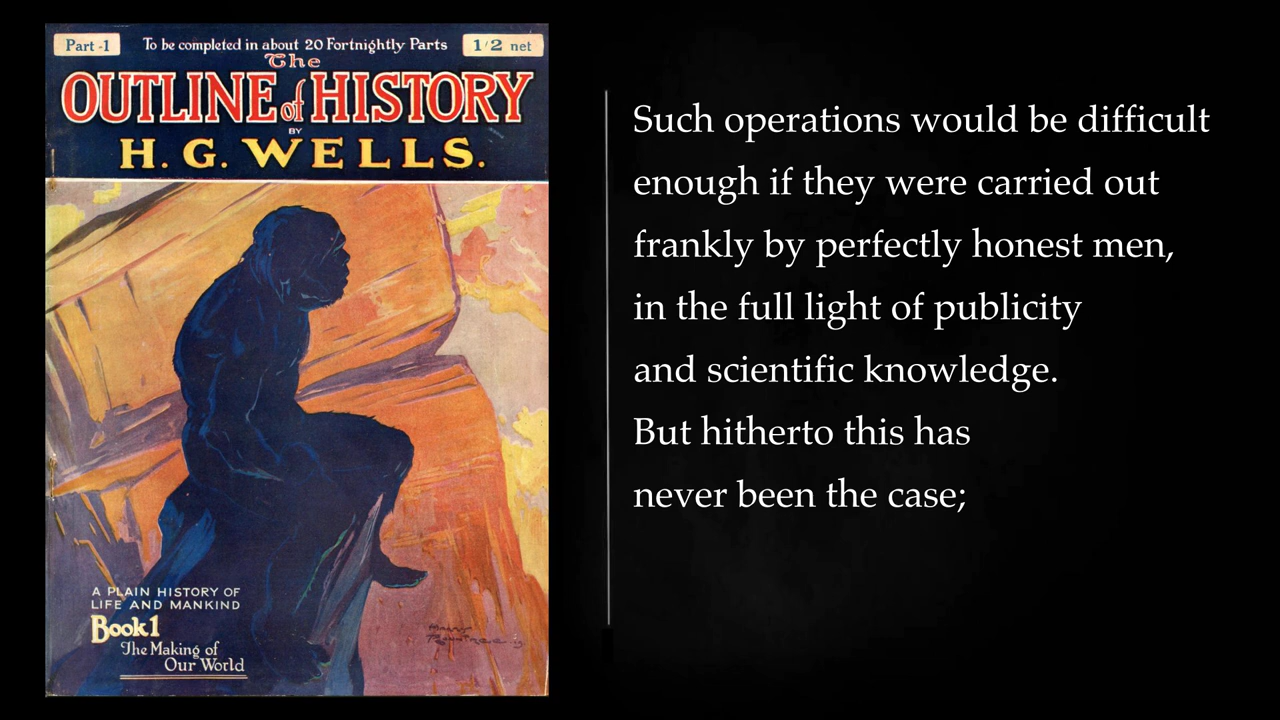 Part -1
To be completed in about 20 Fortnightly Parts
1/2 net
The
OUTLINE of HISTORY
BY
H. G. WELLS.
A PLAIN HISTORY OF
LIFE AND MANKIND
Book 1
The Making of
Our World
Such operations would be difficult
enough if they were carried out
frankly by perfectly honest men,
in the full light of publicity
and scientific knowledge.
But hitherto this has
never been the case;